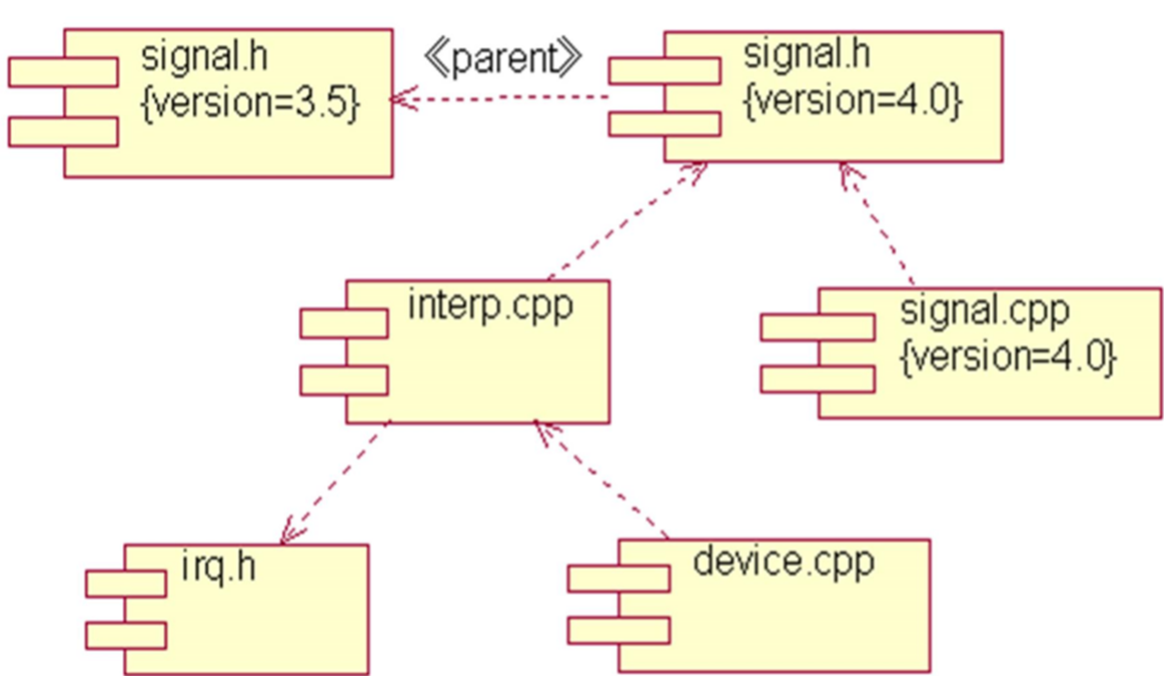 signal.h
{version=3.5}
《parent》
signal.h
{version=4.0}
interp.cpp
signal.cpp
{version=4.0}
irq.h
device.cpp